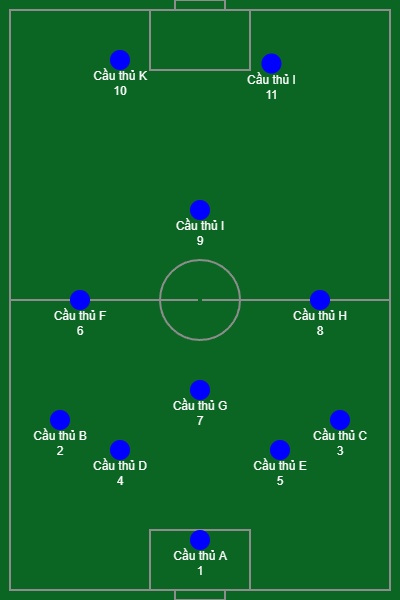 Cầu thủ K
10
Cầu thủ I
11
Cầu thủ I
9
Cầu thủ F
6
Cầu thủ H
8
Cầu thủ G
7
Cầu thủ B
2
Cầu thủ C
3
Cầu thủ D
4
Cầu thủ E
5
Cầu thủ A
1